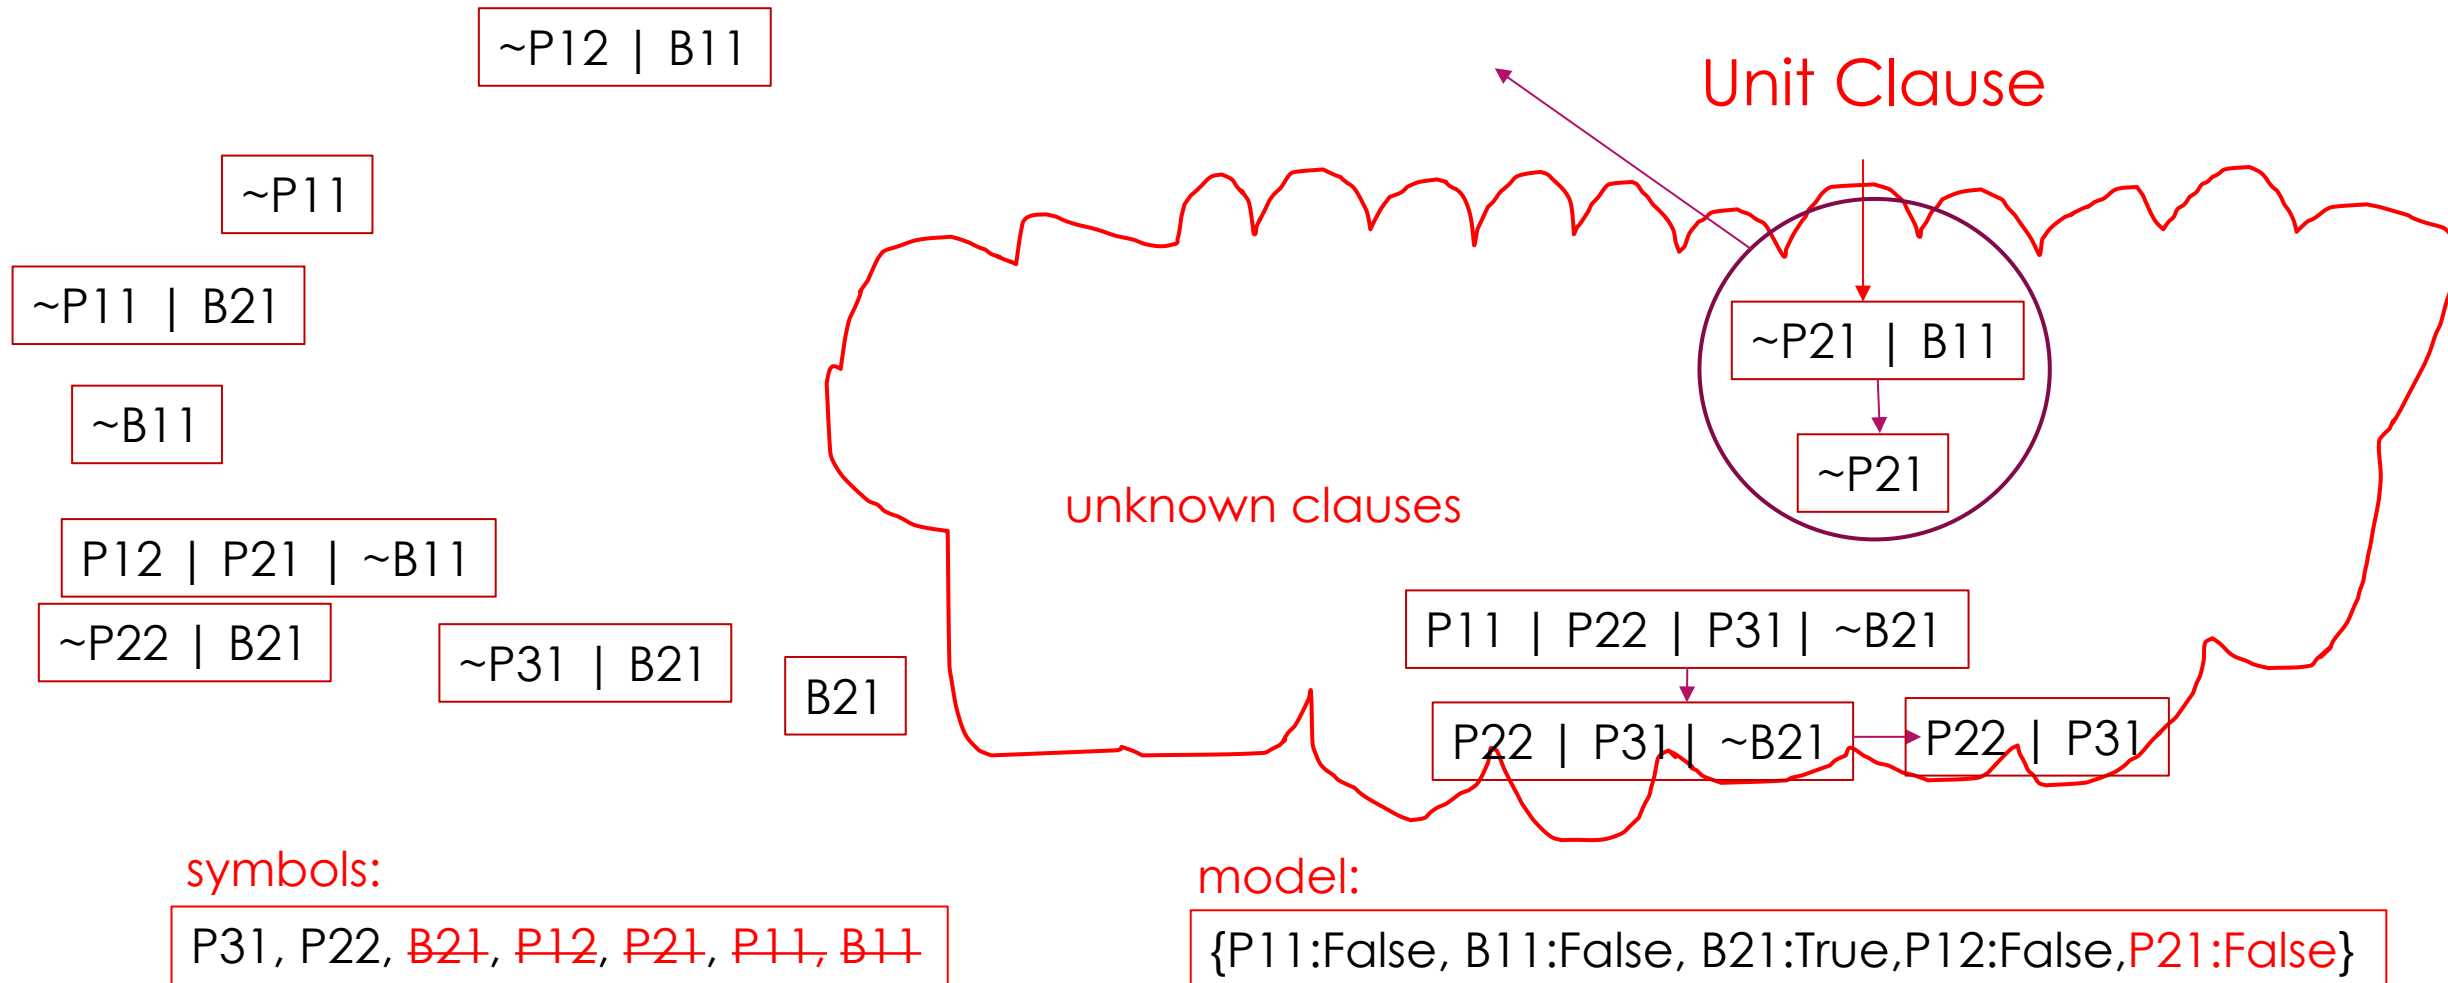 ~P12 | B11
Unit Clause
~P11
~P11 | B21
~P21 | B11
~B11
~P21
unknown clauses
P12 | P21 | ~B11
~P22 | B21
~P31 | B21
B21
P11 | P22 | P31| ~B21
P22 | P31| ~B21
P22 | P31
symbols:
P31, P22, B21, P12, P21, P11, B11
model:
{P11:False, B11:False, B21:True,P12:False,P21:False}